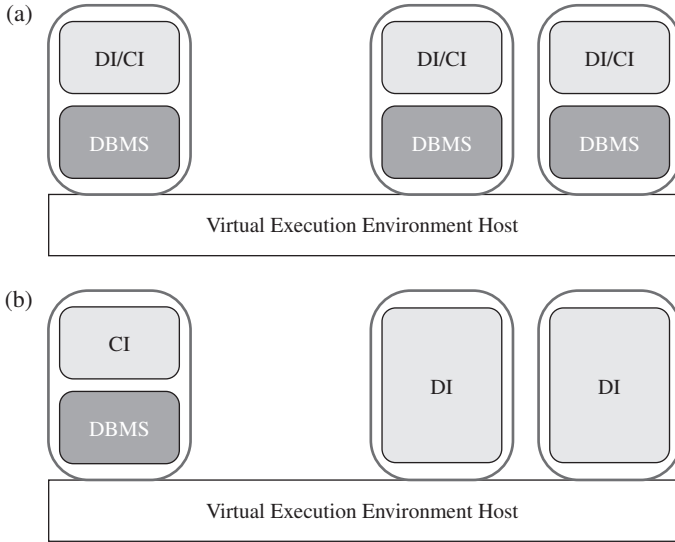 (a)
DI/CI DI/CI DI/CI
DBMS DBMS DBMS
Virtual Execution Environment Host
(b)
CI
DI DI
DBMS
Virtual Execution Environment Host